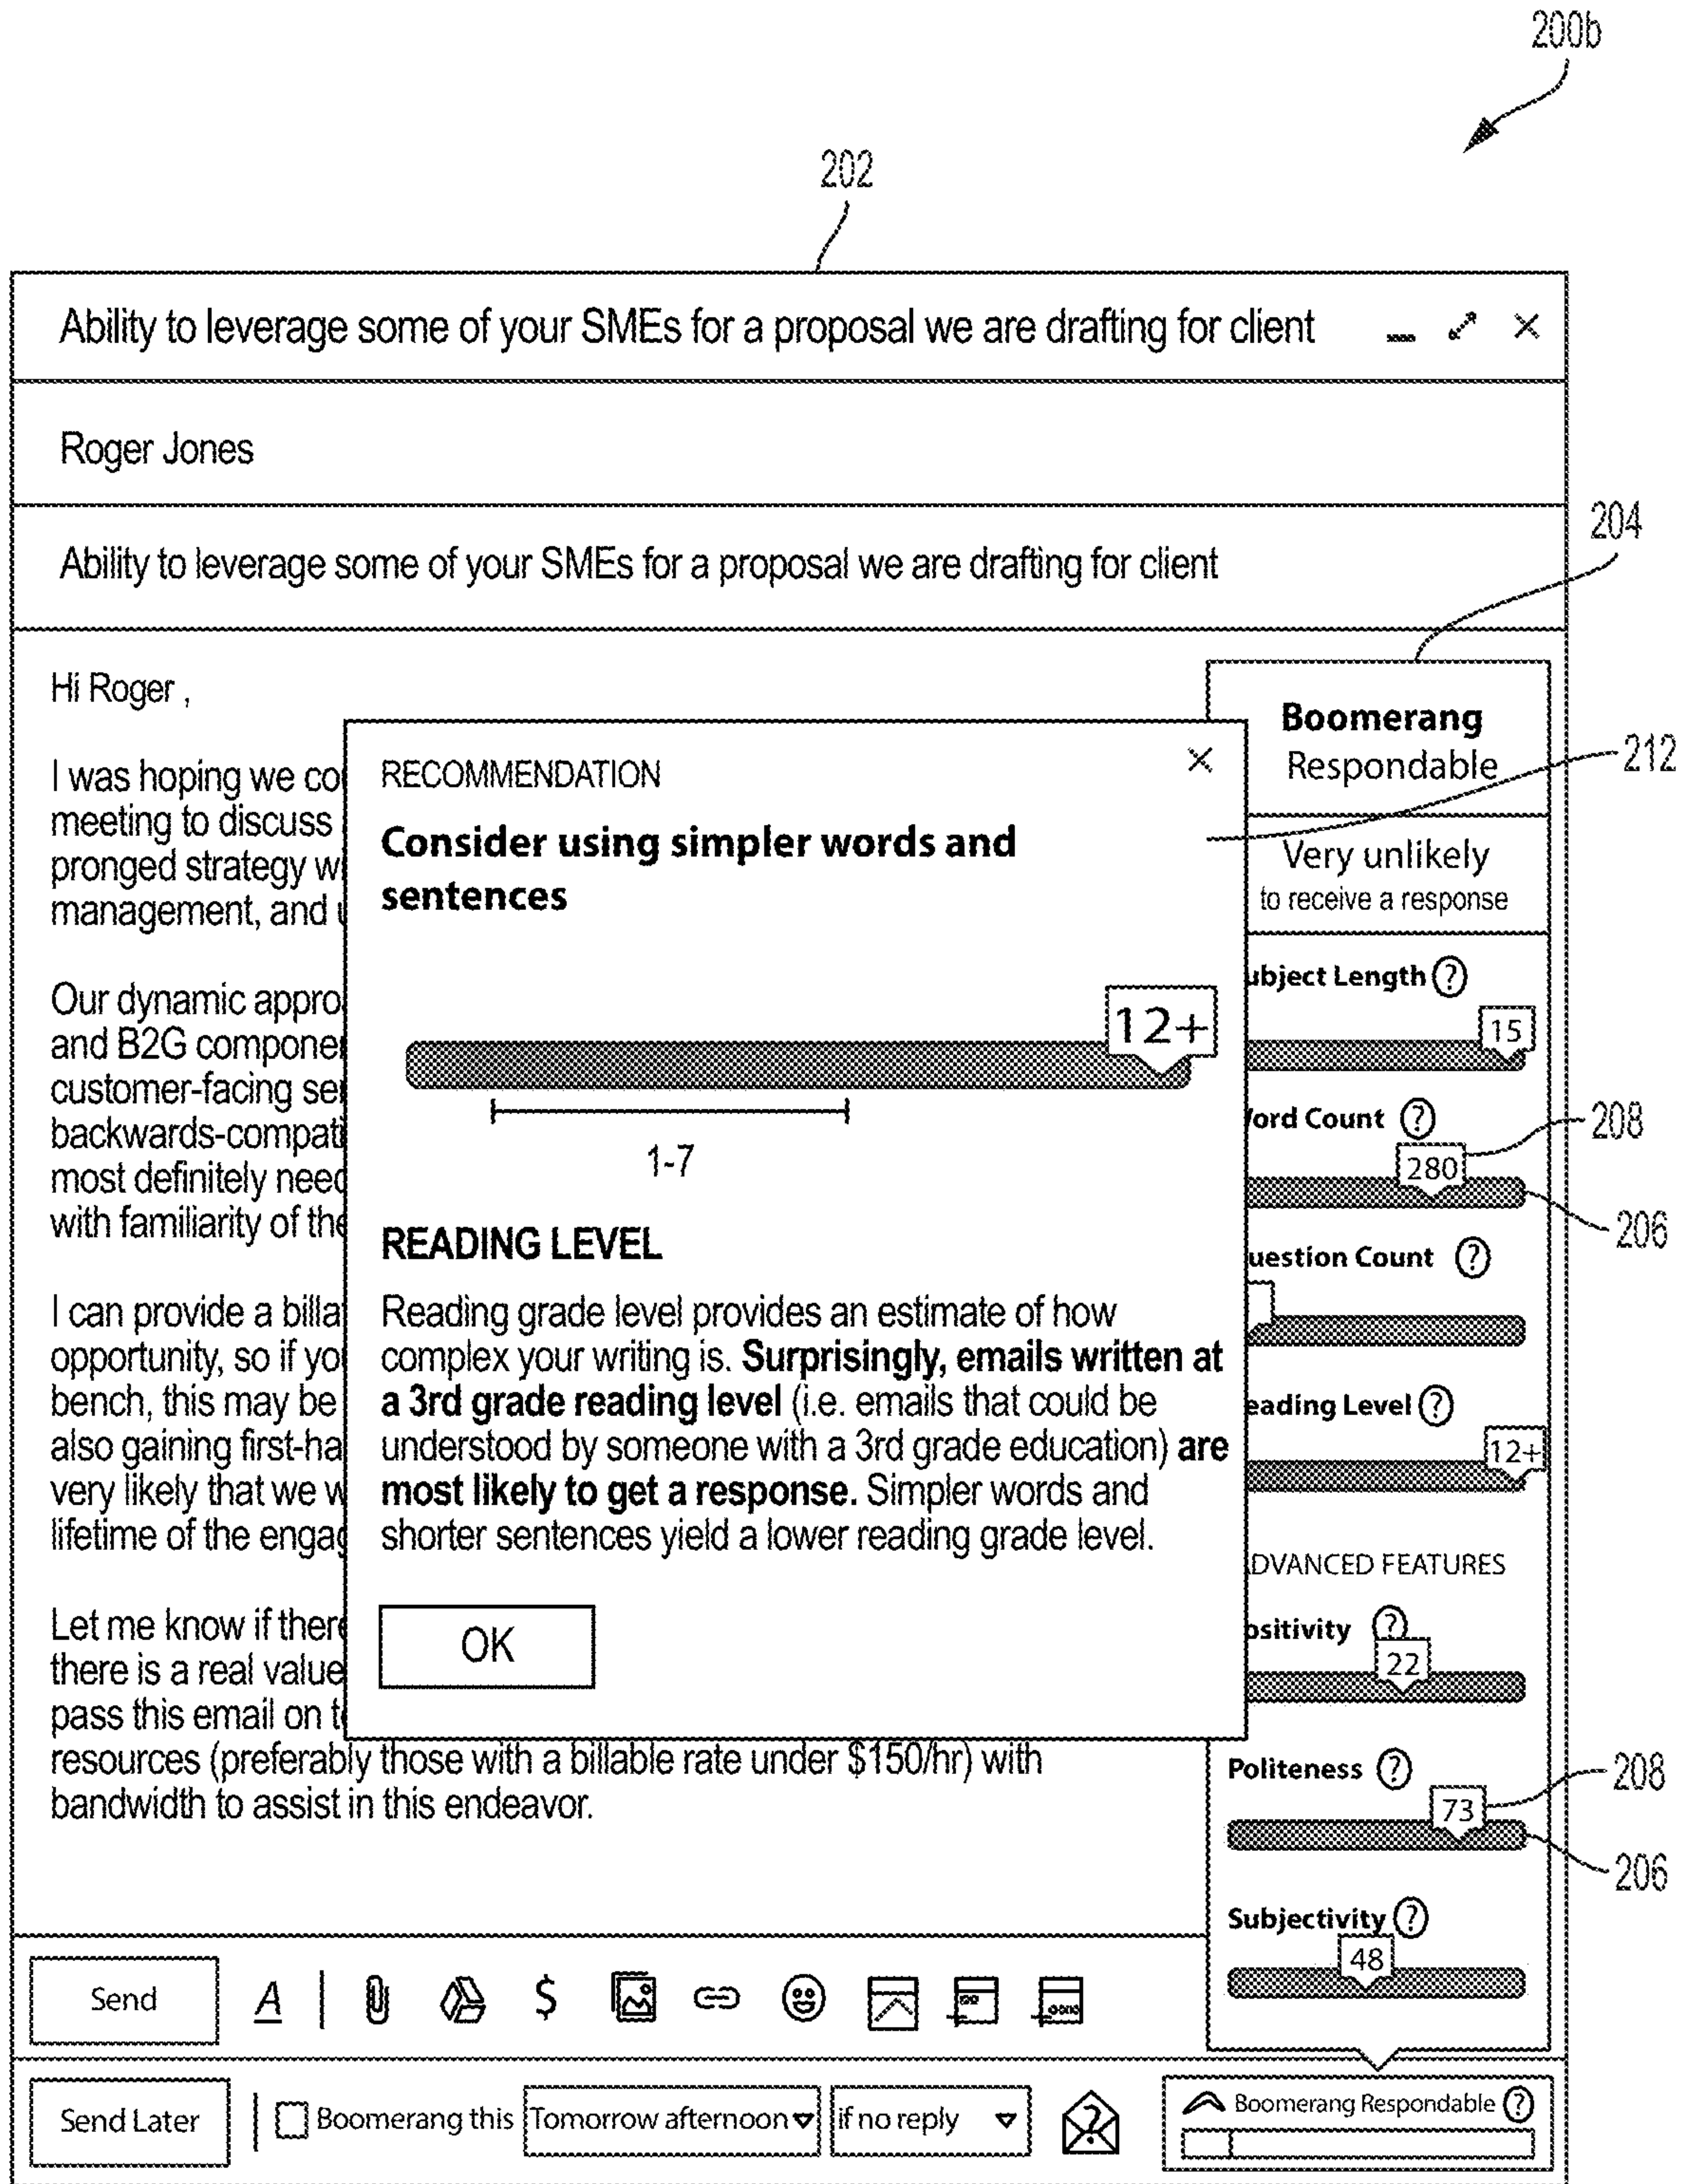 200b
202
Ability to leverage some of your SMEs for a proposal we are drafting for client
Roger Jones
204
Ability to leverage some of your SMEs for a proposal we are drafting for client
Hi Roger ,
I was hoping we co
meeting to discuss
pronged strategy w
management, and
Our dynamic appro
and B2G compone
customer-facing se
backwards-compati
most definitely need
with familiarity of the
I can provide a billa
opportunity, so if yo
bench, this may be
also gaining first-ha
very likely that we w
lifetime of the engag
Let me know if there
there is a real value
pass this email on t
resources (preferably those with a billable rate under $150/hr) with
bandwidth to assist in this endeavor.
RECOMMENDATION
Consider using simpler words and
sentences
12+
1-7
READING LEVEL
Reading grade level provides an estimate of how
complex your writing is. Surprisingly, emails written at
a 3rd grade reading level (i.e. emails that could be
understood by someone with a 3rd grade education) are
most likely to get a response. Simpler words and
shorter sentences yield a lower reading grade level.
OK
Boomerang
Respondable
212
Very unlikely
to receive a response
ubject Length ?
15
ord Count ?
208
280
206
uestion Count ?
eading Level ?
12+
DVANCED FEATURES
ositivity ?
22
Politeness ?
208
73
206
Subjectivity ?
48
Send A $
Send Later Boomerang this Tomorrow afternoon if no reply ? Boomerang Respondable ?